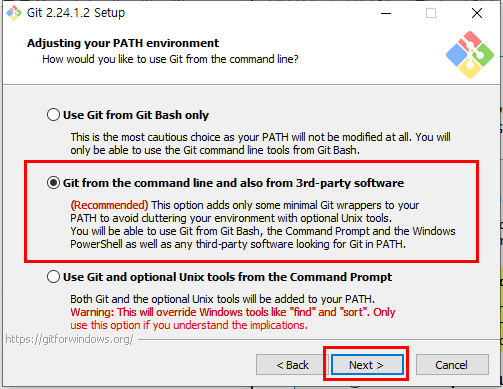 Git 2.24.1.2 Setup
Adjusting your PATH environment
How would you like to use Git from the command line?
Use Git from Git Bash only
This is the most cautious choice as your PATH will not be modified at all. You will
only be able to use the Git command line tools from Git Bash.
Git from the command line and also from 3rd-party software
(Recommended) This option adds only some minimal Git wrappers to your
PATH to avoid cluttering your environment with optional Unix tools.
You will be able to use Git from Git Bash, the Command Prompt and the Windows
PowerShell as well as any third-party software looking for Git in PATH.
Use Git and optional Unix tools from the Command Prompt
Both Git and the optional Unix tools will be added to your PATH.
Warning: This will override Windows tools like "find" and "sort". Only
use this option if you understand the implications.
https://gitforwindows.org/
< Back
Next >
Cancel